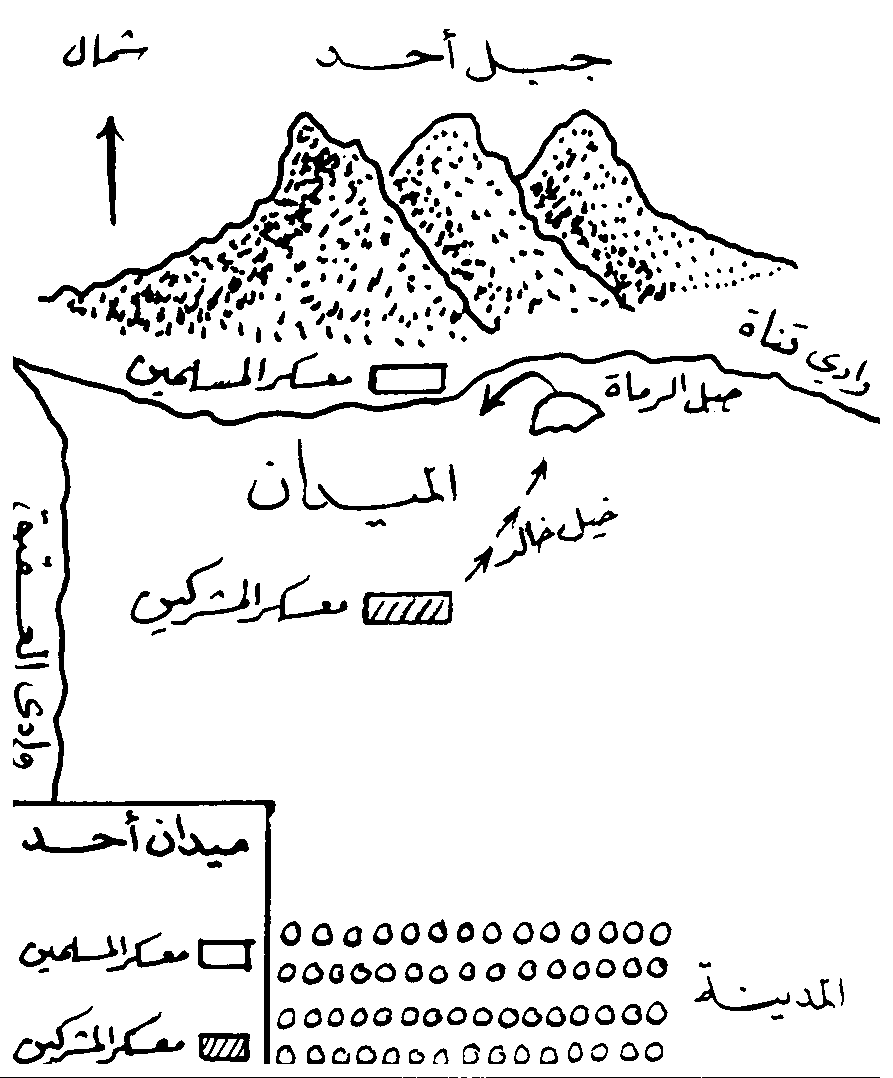 شمال
جبل أحد
وادي قناة
معسكر المسلمين
جبل الرماة
الميدان
خيل خالد
معسكر المشركين
وادي العقيق
ميدان أحد
معسكر المسلمين
معسكر المشركين
المدينة